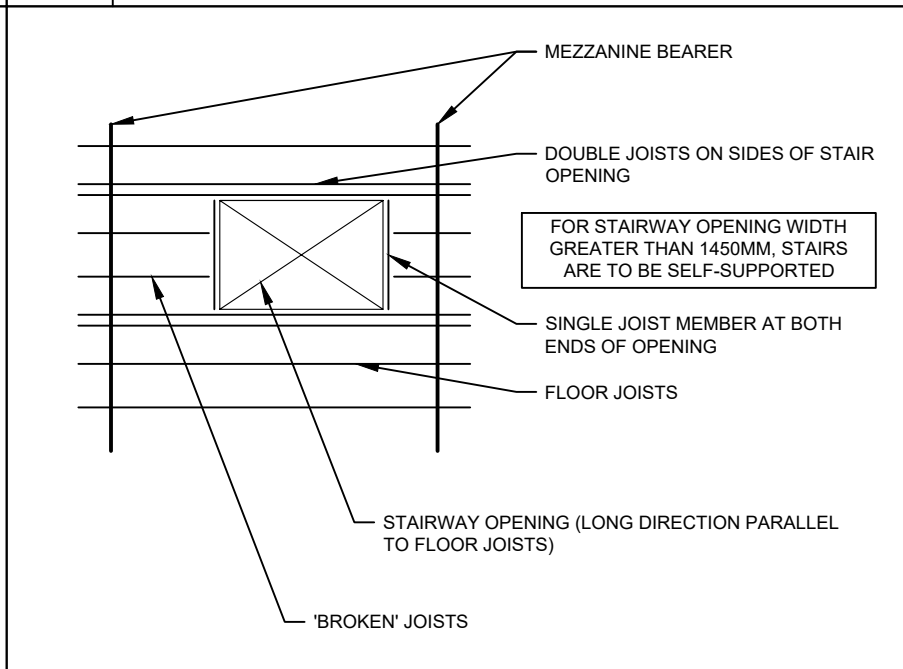 MEZZANINE BEARER
DOUBLE JOISTS ON SIDES OF STAIR
OPENING
FOR STAIRWAY OPENING WIDTH
GREATER THAN 1450MM, STAIRS
ARE TO BE SELF-SUPPORTED
SINGLE JOIST MEMBER AT BOTH
ENDS OF OPENING
FLOOR JOISTS
STAIRWAY OPENING (LONG DIRECTION PARALLEL
TO FLOOR JOISTS)
'BROKEN' JOISTS